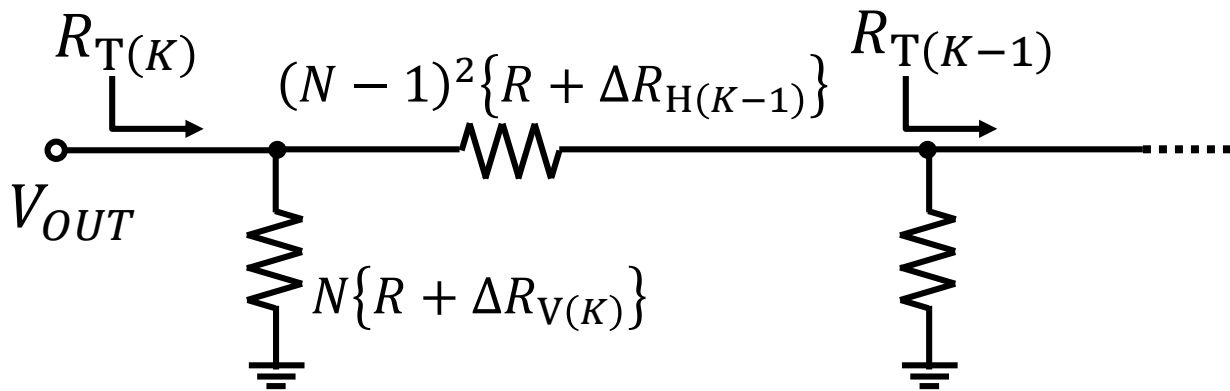 R_T(K)
(N − 1)²{R + ΔR_H(K−1)}
R_T(K−1)
V_OUT
N{R + ΔR_V(K)}